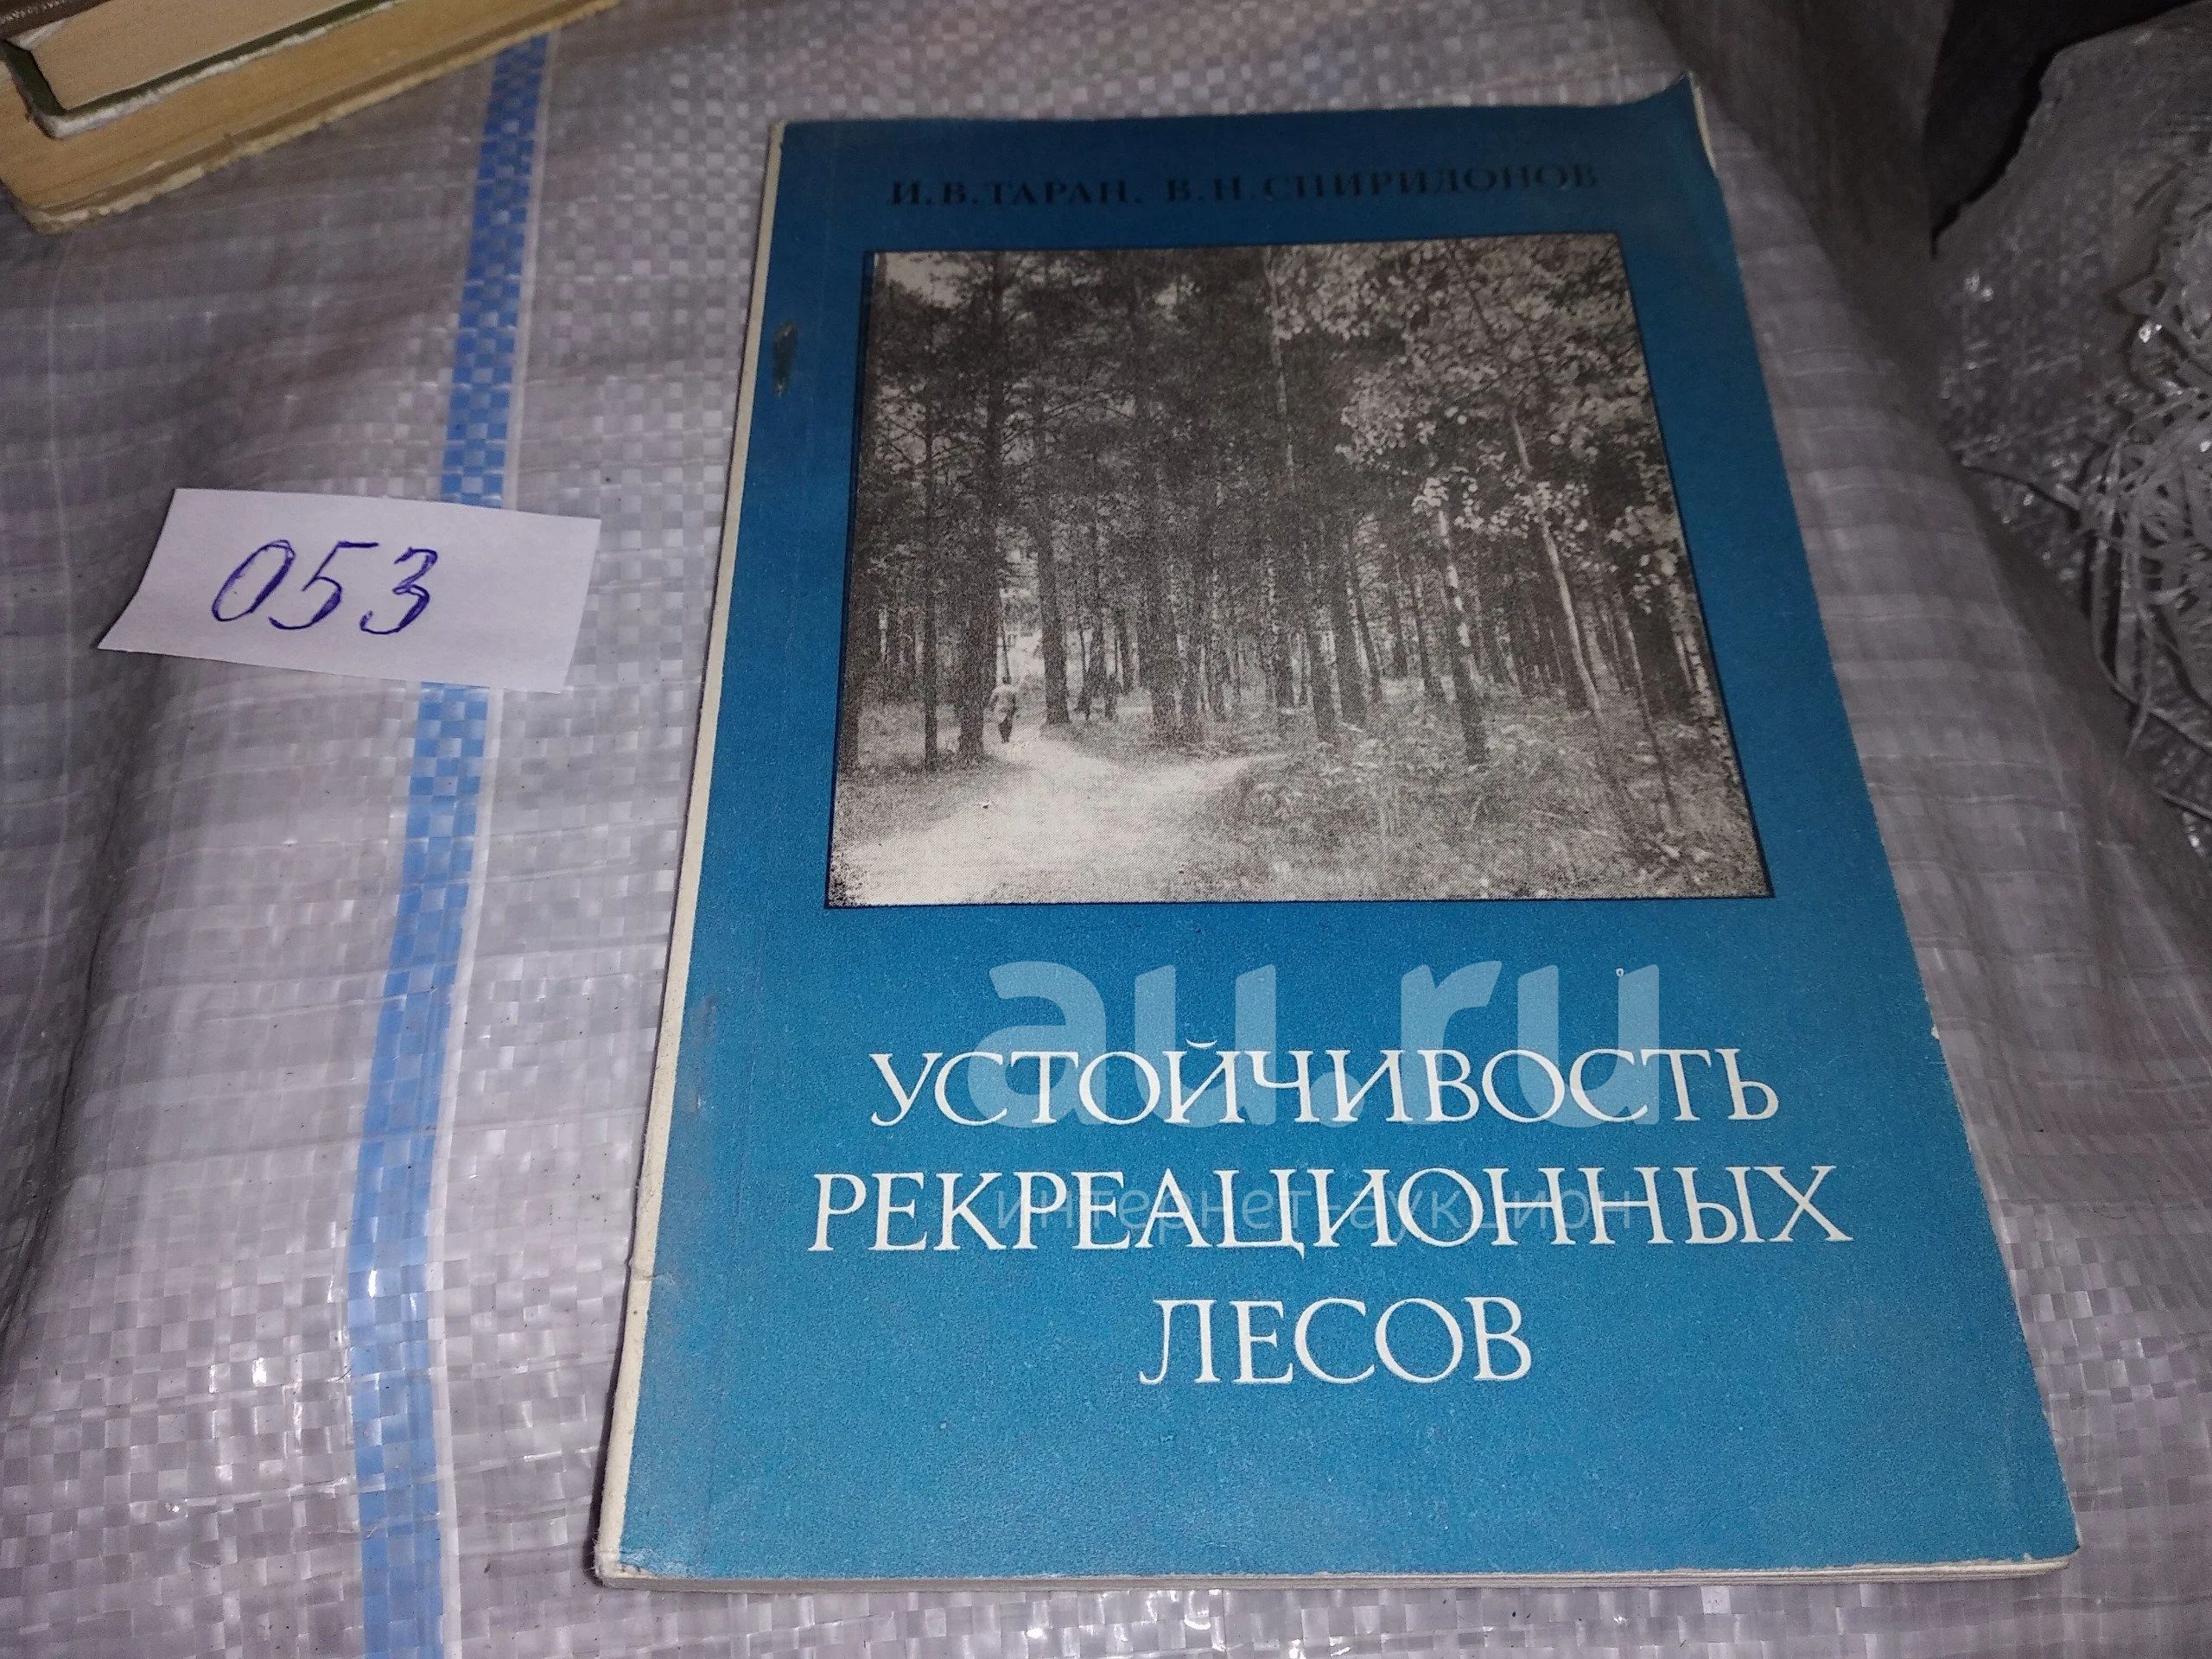 И.В.ТАРАН, В.Н.СПИРИДОНОВ
053
au.ru
УСТОЙЧИВОСТЬ
РЕКРЕАЦИОННЫХ
интернет-аукцион
ЛЕСОВ